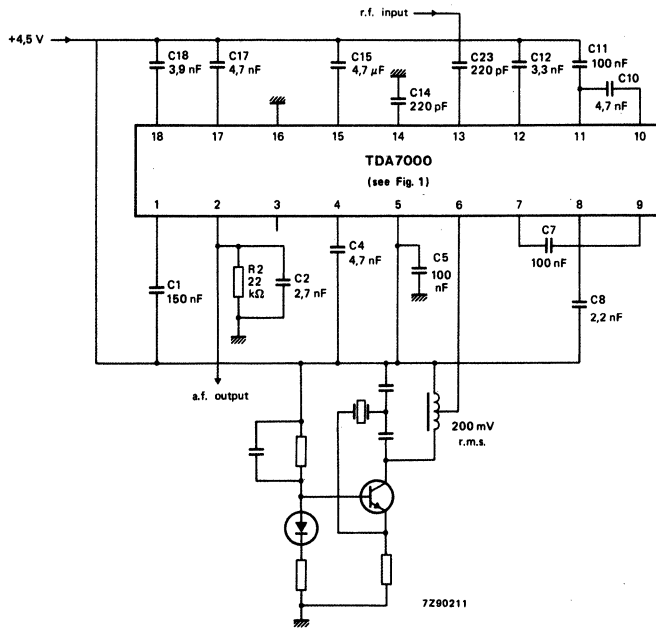 r.f. input
+4,5 V
C18
3,9 nF
C17
4,7 nF
C15
4,7 µF
C14
220 pF
C23
220 pF
C12
3,3 nF
C11
100 nF
C10
4,7 nF
18 17 16 15 14 13 12 11 10
TDA7000
(see Fig. 1)
1 2 3 4 5 6 7 8 9
C1
150 nF
R2
22
kΩ
C2
2,7 nF
C4
4,7 nF
C5
100
nF
C7
100 nF
C8
2,2 nF
a.f. output
200 mV
r.m.s.
7Z90211